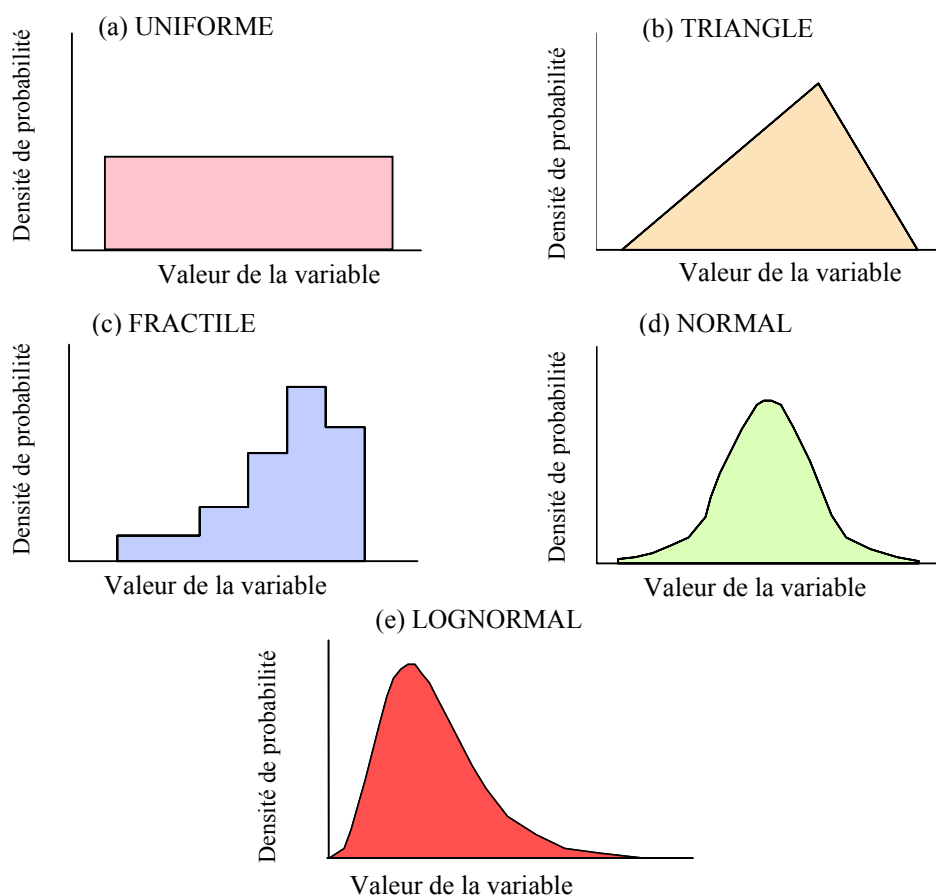 (a) UNIFORME
Densité de probabilité
Valeur de la variable
(b) TRIANGLE
Densité de probabilité
Valeur de la variable
(c) FRACTILE
Densité de probabilité
Valeur de la variable
(d) NORMAL
Densité de probabilité
Valeur de la variable
(e) LOGNORMAL
Densité de probabilité
Valeur de la variable